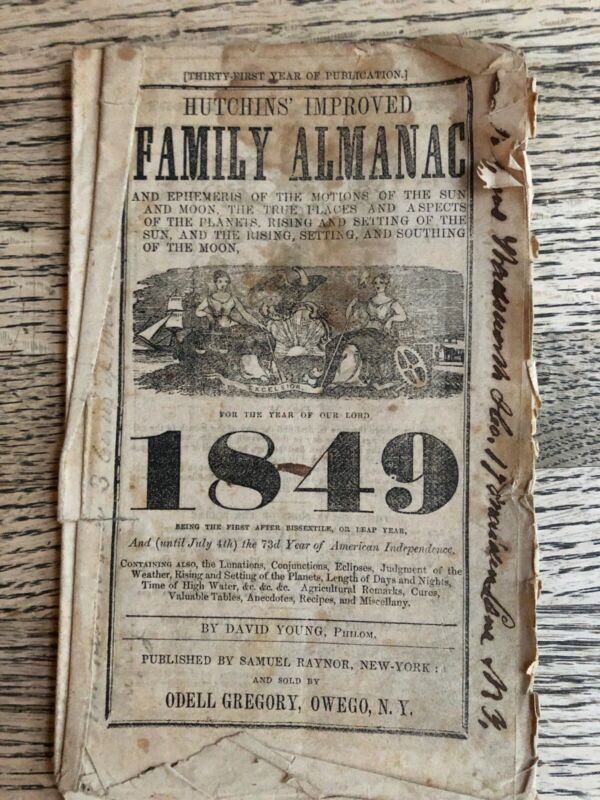 [THIRTY-FIRST YEAR OF PUBLICATION.]
HUTCHINS' IMPROVED
FAMILY ALMANAC
AND EPHEMERIS OF THE MOTIONS OF THE SUN
AND MOON, THE TRUE PLACES AND ASPECTS
OF THE PLANETS, RISING AND SETTING OF THE
SUN, AND THE RISING, SETTING, AND SOUTHING
OF THE MOON,
EXCELSIOR
FOR THE YEAR OF OUR LORD
1849
BEING THE FIRST AFTER BISSEXTILE, OR LEAP YEAR,
And (until July 4th) the 73d Year of American Independence.
CONTAINING ALSO, the Lunations, Conjunctions, Eclipses, Judgment of the
Weather, Rising and Setting of the Planets, Length of Days and Nights,
Time of High Water, &c. &c. &c. Agricultural Remarks, Cures,
Valuable Tables, Anecdotes, Recipes, and Miscellany.
BY DAVID YOUNG, PHILOM.
PUBLISHED BY SAMUEL RAYNOR, NEW-YORK:
AND SOLD BY
ODELL GREGORY, OWEGO, N. Y.
Wadsworth No. 17 Maiden Lane N.Y.